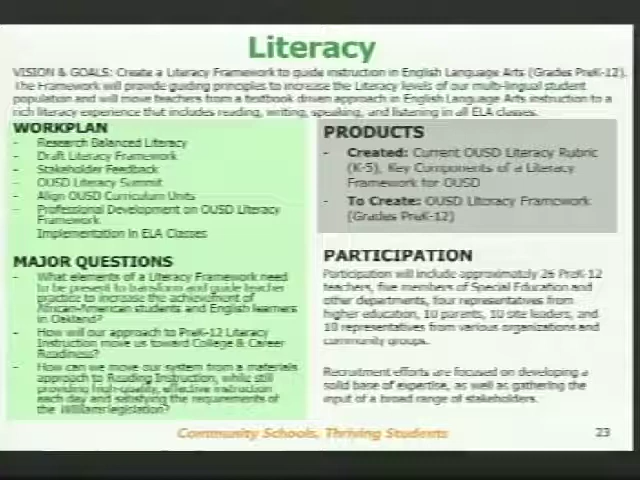 Literacy
VISION & GOALS: Create a Literacy Framework to guide instruction in English Language Arts (Grades PreK-12).
The Framework will provide guiding principles to increase the Literacy levels of our multi-lingual student
population and will move teachers from a textbook driven approach in English Language Arts instruction to a
rich literacy experience that includes reading, writing, speaking, and listening in all ELA classes.
WORKPLAN
- Research Balanced Literacy
- Draft Literacy Framework
- Stakeholder Feedback
- OUSD Literacy Summit
- Align OUSD Curriculum Units
- Professional Development on OUSD Literacy
Framework
Implementation in ELA Classes
MAJOR QUESTIONS
- What elements of a Literacy Framework need
to be present to transform and guide teacher
practice to increase the achievement of
African-American students and English learners
in Oakland?
- How will our approach to PreK-12 Literacy
Instruction move us toward College & Career
Readiness?
- How can we move our system from a materials
approach to Reading Instruction, while still
providing high-quality, effective instruction
each day and satisfying the requirements of
the Williams legislation?
PRODUCTS
- Created: Current OUSD Literacy Rubric
(K-5), Key Components of a Literacy
Framework for OUSD
- To Create: OUSD Literacy Framework
(Grades PreK-12)
PARTICIPATION
Participation will include approximately 26 PreK-12
teachers, five members of Special Education and
other departments, four representatives from
higher education, 10 parents, 10 site leaders, and
10 representatives from various organizations and
community groups.
Recruitment efforts are focused on developing a
solid base of expertise, as well as gathering the
input of a broad range of stakeholders.
Community Schools, Thriving Students
23